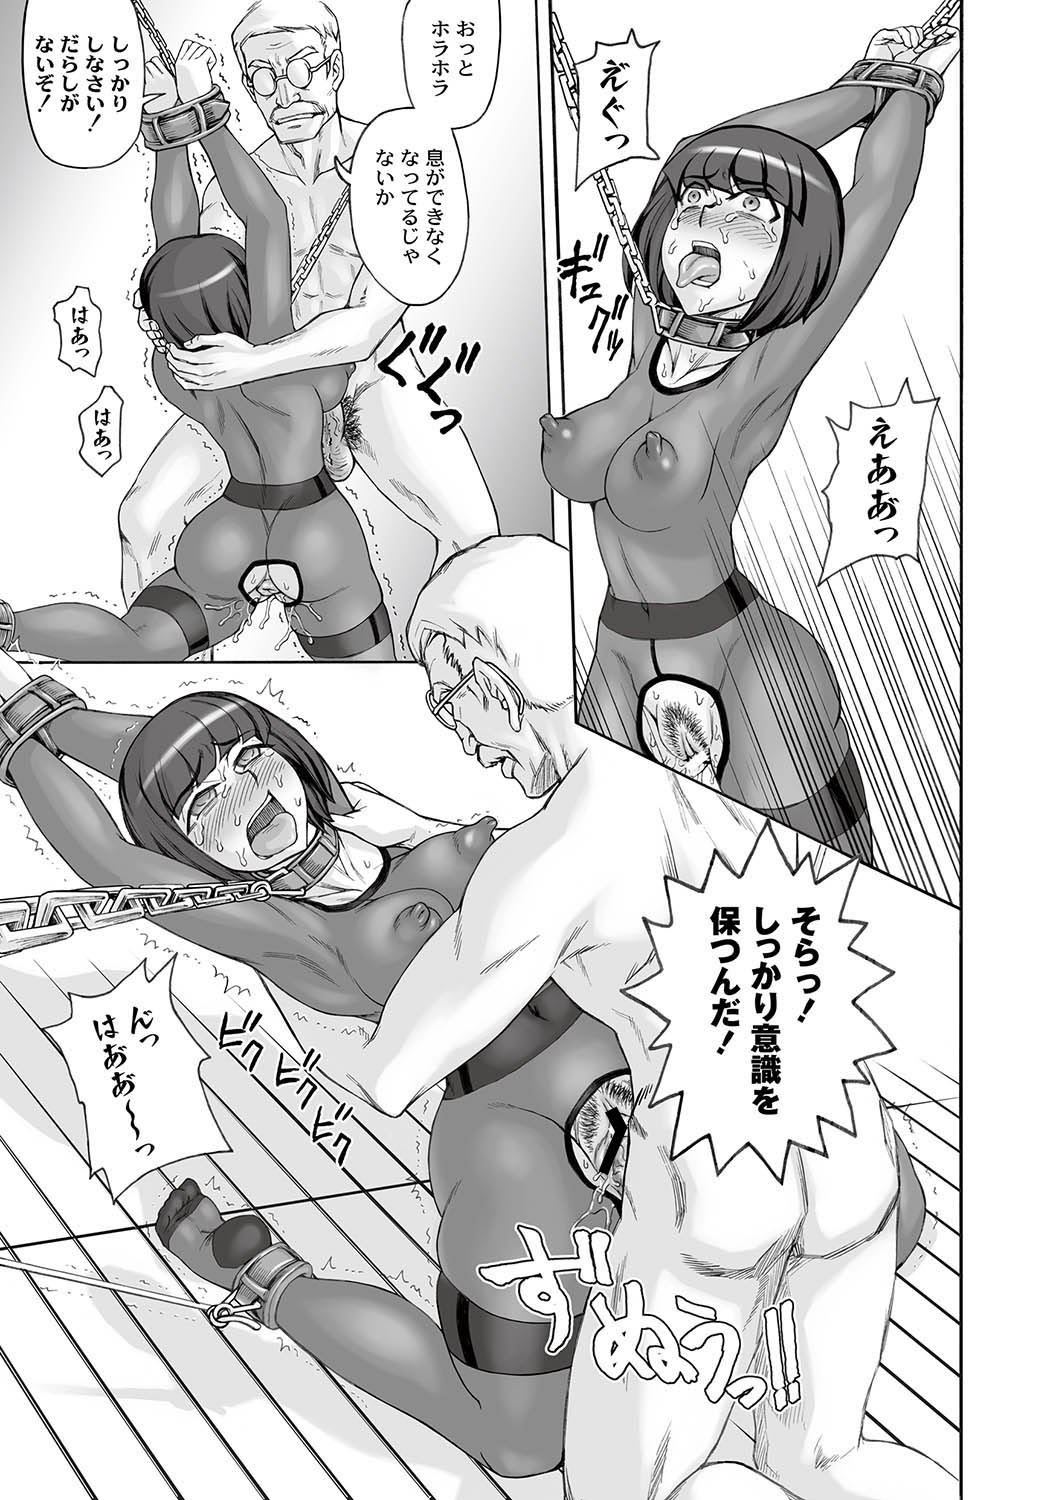 え゛ぐっ
ギュグッ
えあお゛っ
おっと
ホラホラ
息ができなく
なってるじゃ
ないか
しっかり
しなさい！
だらしが
ないぞ！
ぐぐっ
はあっ
はあっ
そらっ！
しっかり意識を
保つんだ！
ん゛っ
はお゛お゛〜っ
ビク
ビク
ビク
ずぬうっ!!